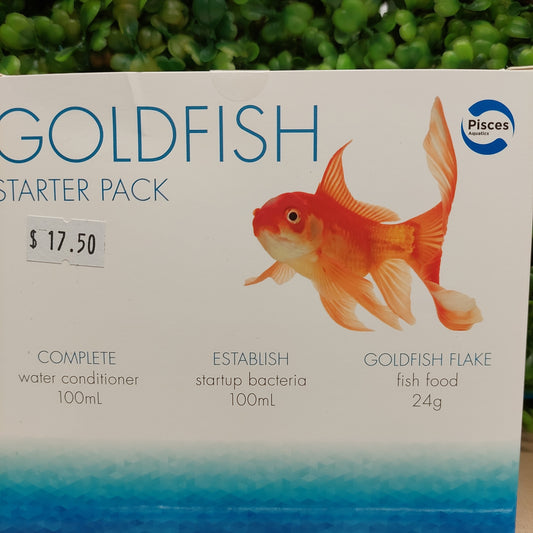 GOLDFISH
STARTER PACK
Pisces
Aquatics
$ 17.50
COMPLETE
water conditioner
100mL
ESTABLISH
startup bacteria
100mL
GOLDFISH FLAKE
fish food
24g